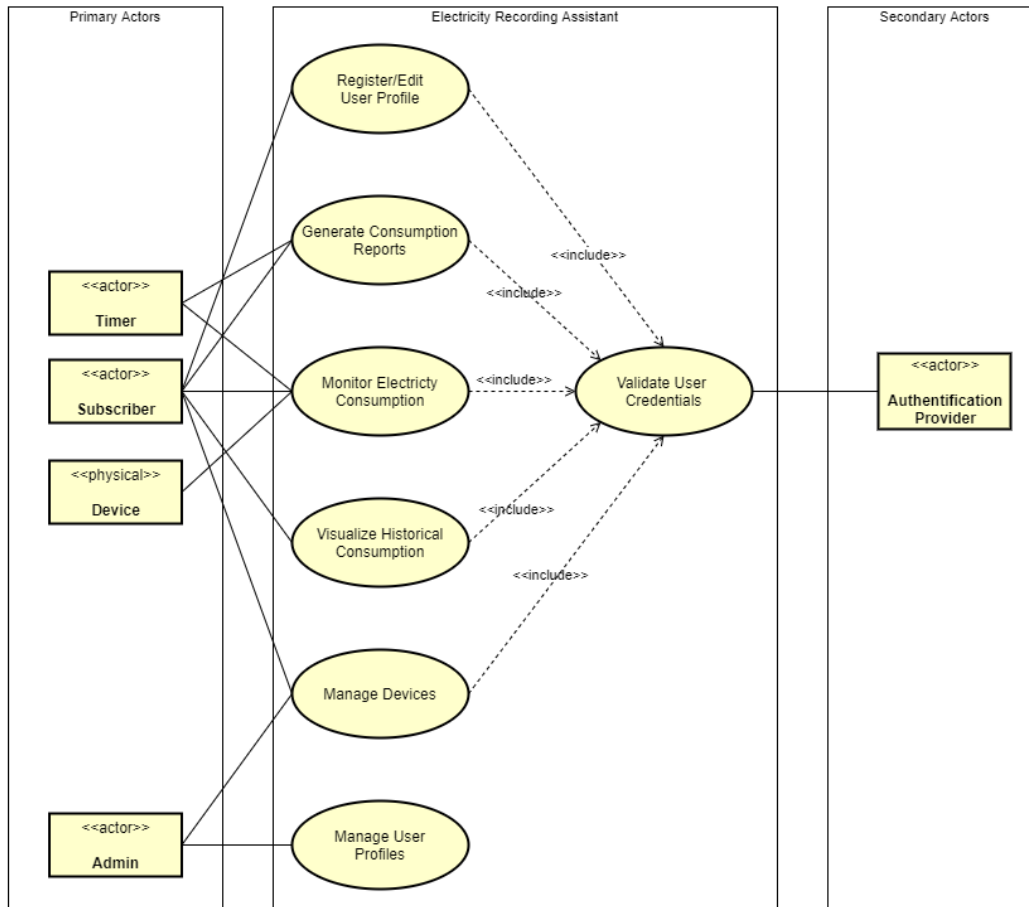 Primary Actors
Electricity Recording Assistant
Secondary Actors
Register/Edit
User Profile
Generate Consumption
Reports
<<include>>
<<include>>
<<actor>>
Timer
<<actor>>
Subscriber
Monitor Electricty
Consumption
<<include>>
Validate User
Credentials
<<actor>>
Authentification
Provider
<<physical>>
Device
Visualize Historical
Consumption
<<include>>
<<include>>
Manage Devices
<<actor>>
Admin
Manage User
Profiles